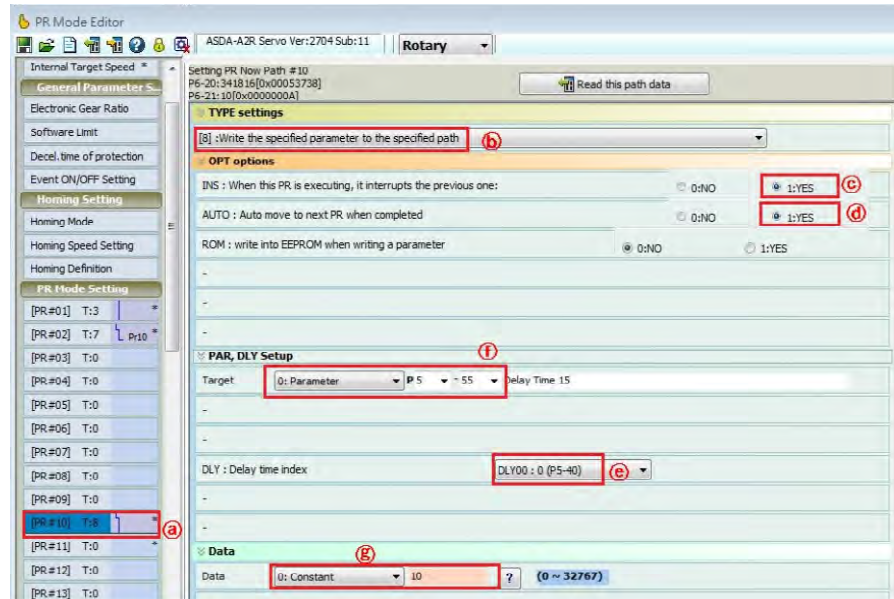 PR Mode Editor
ASDA-A2R Servo Ver:2704 Sub:11
Rotary
Internal Target Speed *
General Parameter S...
Electronic Gear Ratio
Software Limit
Decel.time of protection
Event ON/OFF Setting
Homing Setting
Homing Mode
Homing Speed Setting
Homing Definition
PR Mode Setting
[PR#01] T:3 *
[PR#02] T:7 Pr10 *
[PR#03] T:0
[PR#04] T:0
[PR#05] T:0
[PR#06] T:0
[PR#07] T:0
[PR#08] T:0
[PR#09] T:0
[PR#10] T:8 * ⓐ
[PR#11] T:0 *
[PR#12] T:0
[PR#13] T:0
Setting PR Now Path #10
P6-20:341816[0x00053738]
P6-21:10[0x0000000A]
Read this path data
TYPE settings
[8] :Write the specified parameter to the specified path ⓑ
OPT options
INS : When this PR is executing, it interrupts the previous one: 0:NO 1:YES ⓒ
AUTO : Auto move to next PR when completed 0:NO 1:YES ⓓ
ROM : write into EEPROM when writing a parameter 0:NO 1:YES
-
-
-
PAR, DLY Setup ⓕ
Target 0: Parameter P 5 - 55 Delay Time 15
-
-
DLY : Delay time index DLY00 : 0 (P5-40) ⓔ
-
-
Data ⓖ
Data 0: Constant 10 ? (0 ~ 32767)